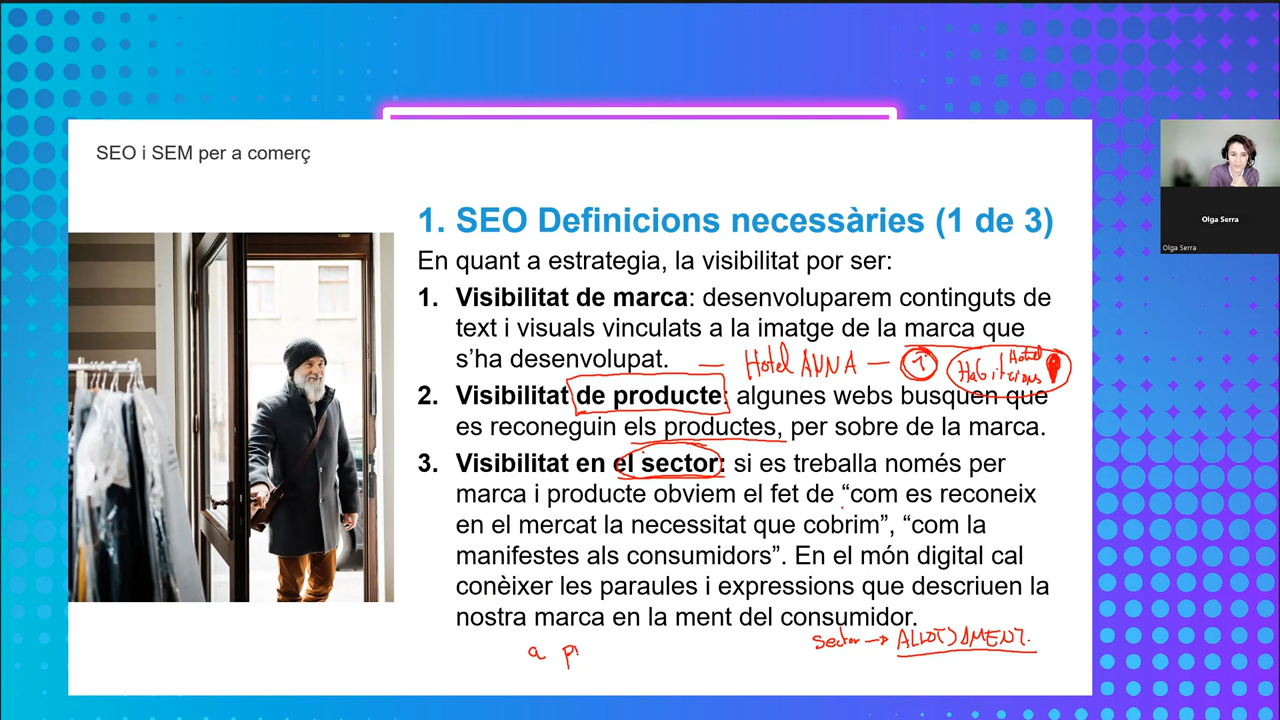 SEO i SEM per a comerç
1. SEO Definicions necessàries (1 de 3)
En quant a estrategia, la visibilitat por ser:
1. Visibilitat de marca: desenvoluparem continguts de
text i visuals vinculats a la imatge de la marca que
s’ha desenvolupat.
Hotel ANNA
Hotel
Habitacions
2. Visibilitat de producte: algunes webs busquen que
es reconeguin els productes, per sobre de la marca.
3. Visibilitat en el sector: si es treballa només per
marca i producte obviem el fet de “com es reconeix
en el mercat la necessitat que cobrim”, “com la
manifestes als consumidors”. En el món digital cal
conèixer les paraules i expressions que descriuen la
nostra marca en la ment del consumidor.
sector → ALLOTJAMENT.
a p
Olga Serra
Olga Serra